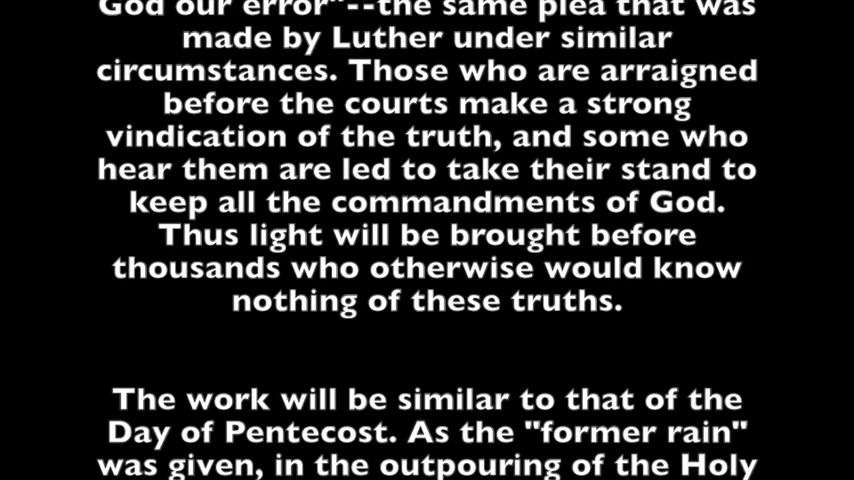 God our error"--the same plea that was
made by Luther under similar
circumstances. Those who are arraigned
before the courts make a strong
vindication of the truth, and some who
hear them are led to take their stand to
keep all the commandments of God.
Thus light will be brought before
thousands who otherwise would know
nothing of these truths.
The work will be similar to that of the
Day of Pentecost. As the "former rain"
was given, in the outpouring of the Holy